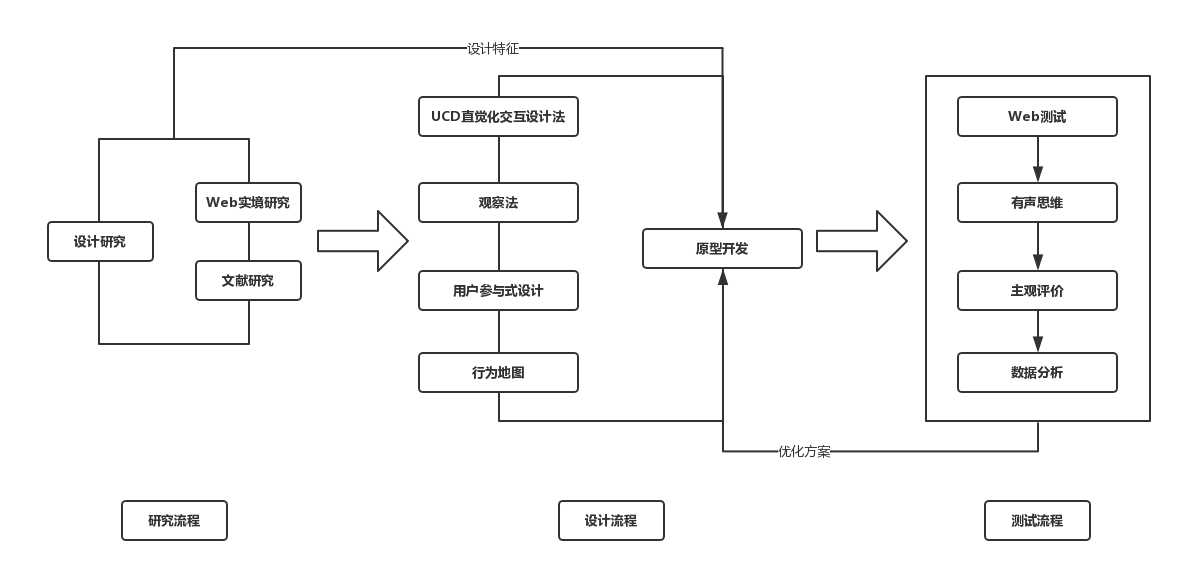 设计特征
UCD直觉化交互设计法
Web测试
Web实境研究
观察法
有声思维
设计研究
原型开发
文献研究
用户参与式设计
主观评价
行为地图
数据分析
优化方案
研究流程
设计流程
测试流程